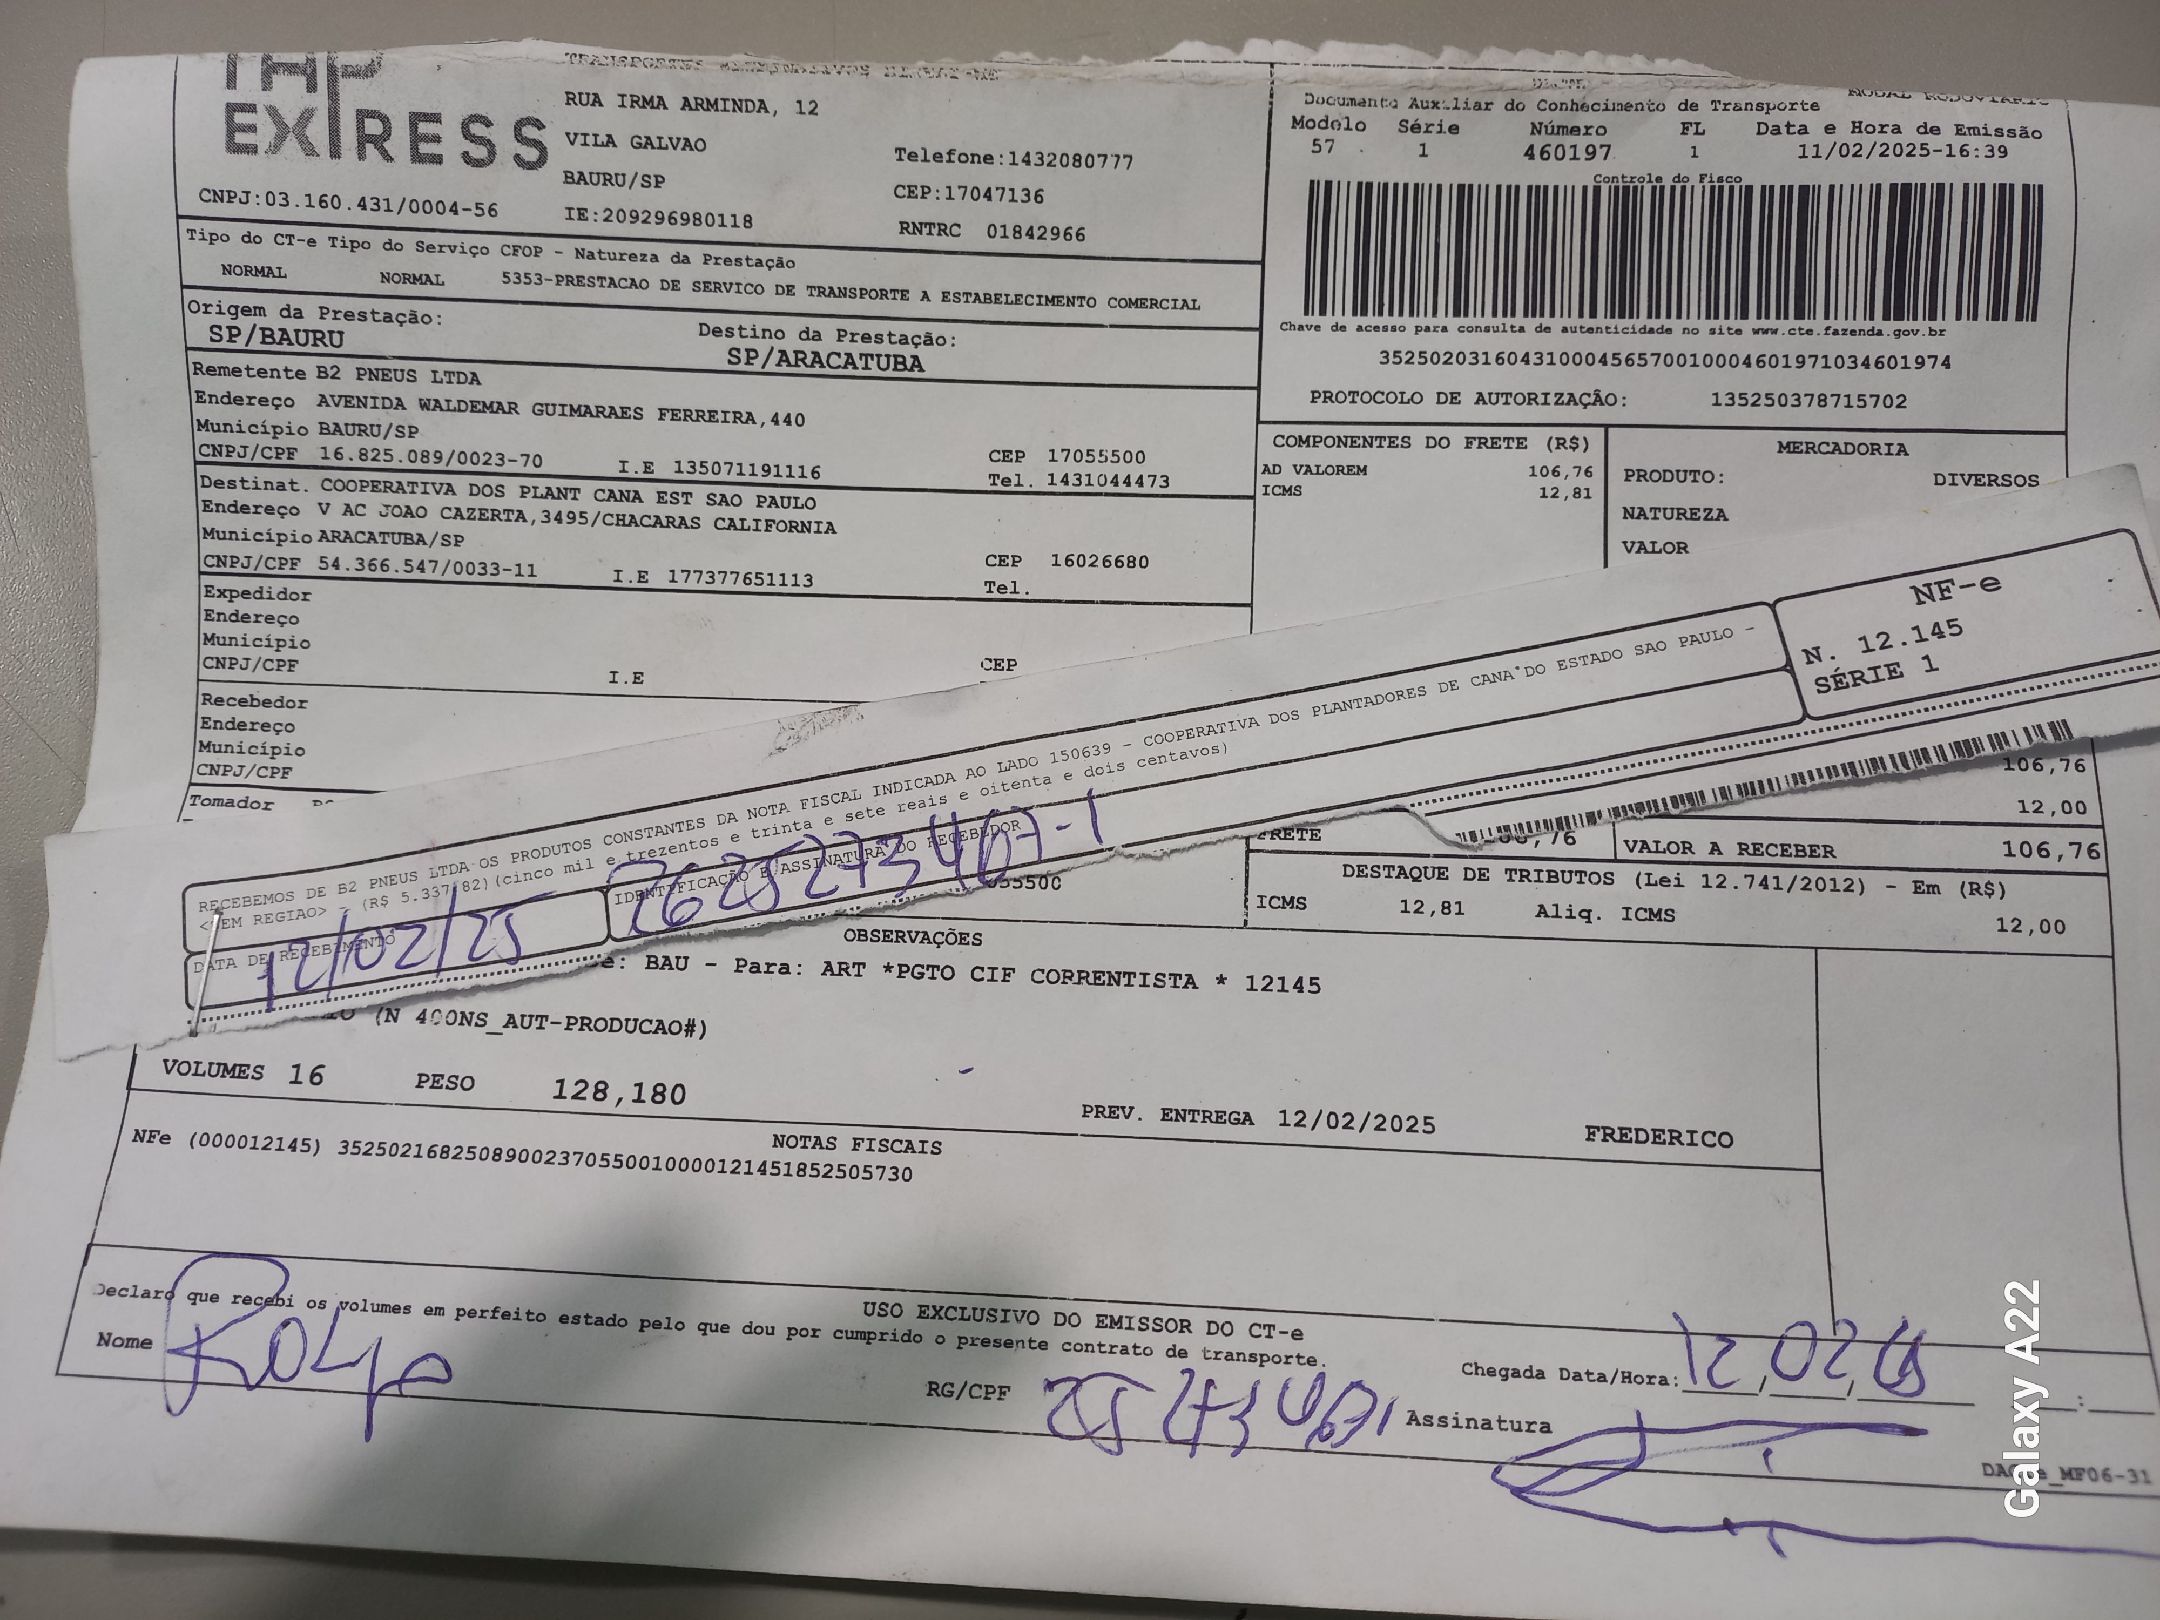 TAP
EXPRESS
TRANSPORTES
RUA IRMA ARMINDA, 12
VILA GALVAO
BAURU/SP
IE:209296980118
Telefone:1432080777
CEP:17047136
RNTRC 01842966
CNPJ:03.160.431/0004-56
MODAL RODOVIARIO
Documento Auxiliar do Conhecimento de Transporte
Modelo Série Número FL Data e Hora de Emissão
57 1 460197 1 11/02/2025-16:39
Controle do Fisco
Chave de acesso para consulta de autenticidade no site www.cte.fazenda.gov.br
35250203160431000456570010004601971034601974
PROTOCOLO DE AUTORIZAÇÃO: 135250378715702
Tipo do CT-e Tipo do Serviço CFOP - Natureza da Prestação
NORMAL NORMAL 5353-PRESTACAO DE SERVICO DE TRANSPORTE A ESTABELECIMENTO COMERCIAL
Origem da Prestação: Destino da Prestação:
SP/BAURU SP/ARACATUBA
Remetente B2 PNEUS LTDA
Endereço AVENIDA WALDEMAR GUIMARAES FERREIRA,440
Município BAURU/SP CEP 17055500
CNPJ/CPF 16.825.089/0023-70 I.E 135071191116 Tel. 1431044473
Destinat. COOPERATIVA DOS PLANT CANA EST SAO PAULO
Endereço V AC JOAO CAZERTA,3495/CHACARAS CALIFORNIA
Município ARACATUBA/SP CEP 16026680
CNPJ/CPF 54.366.547/0033-11 I.E 177377651113 Tel.
Expedidor
Endereço
Município CEP
CNPJ/CPF I.E
Recebedor
Endereço
Município
CNPJ/CPF
Tomador
COMPONENTES DO FRETE (R$)
AD VALOREM 106,76
ICMS 12,81
MERCADORIA
PRODUTO: DIVERSOS
NATUREZA
VALOR
NF-e
N. 12.145
SÉRIE 1
RECEBEMOS DE B2 PNEUS LTDA OS PRODUTOS CONSTANTES DA NOTA FISCAL INDICADA AO LADO 150639 - COOPERATIVA DOS PLANTADORES DE CANA DO ESTADO SAO PAULO -
<SEM REGIAO> - (R$ 5.337,82)(cinco mil e trezentos e trinta e sete reais e oitenta e dois centavos)
DATA DE RECEBIMENTO IDENTIFICAÇÃO E ASSINATURA DO RECEBEDOR
12/02/25
106,76
12,00
FRETE VALOR A RECEBER 106,76
DESTAQUE DE TRIBUTOS (Lei 12.741/2012) - Em (R$)
ICMS 12,81 Aliq. ICMS 12,00
OBSERVAÇÕES
BAU - Para: ART *PGTO CIF CORRENTISTA * 12145
(N 400NS_AUT-PRODUCAO#)
VOLUMES 16 PESO 128,180 PREV. ENTREGA 12/02/2025 FREDERICO
NOTAS FISCAIS
NFe (000012145) 35250216825089002370550010000121451852505730
USO EXCLUSIVO DO EMISSOR DO CT-e
Declaro que recebi os volumes em perfeito estado pelo que dou por cumprido o presente contrato de transporte.
Nome RG/CPF Assinatura
Chegada Data/Hora: 12,02,25 :
Galaxy A22